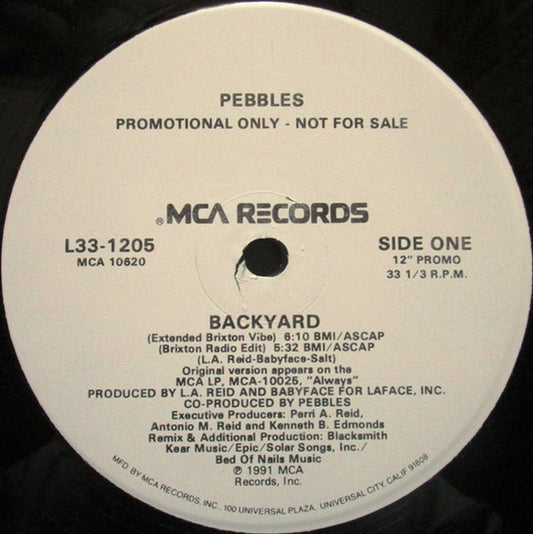 PEBBLES
PROMOTIONAL ONLY - NOT FOR SALE
® MCA RECORDS
L33-1205
MCA 10620
SIDE ONE
12" PROMO
33 1/3 R.P.M.
BACKYARD
(Extended Brixton Vibe) 6:10 BMI/ASCAP
(Brixton Radio Edit) 5:32 BMI/ASCAP
(L.A. Reid-Babyface-Salt)
Original version appears on the
MCA LP, MCA-10025, "Always"
PRODUCED BY L.A. REID AND BABYFACE FOR LAFACE, INC.
CO-PRODUCED BY PEBBLES
Executive Producers: Perri A. Reid,
Antonio M. Reid and Kenneth B. Edmonds
Remix & Additional Production: Blacksmith
Kear Music/Epic/Solar Songs, Inc./
Bed Of Nails Music
℗ 1991 MCA
Records, Inc.
MFD. BY MCA RECORDS, INC., 100 UNIVERSAL PLAZA, UNIVERSAL CITY, CALIF 91608